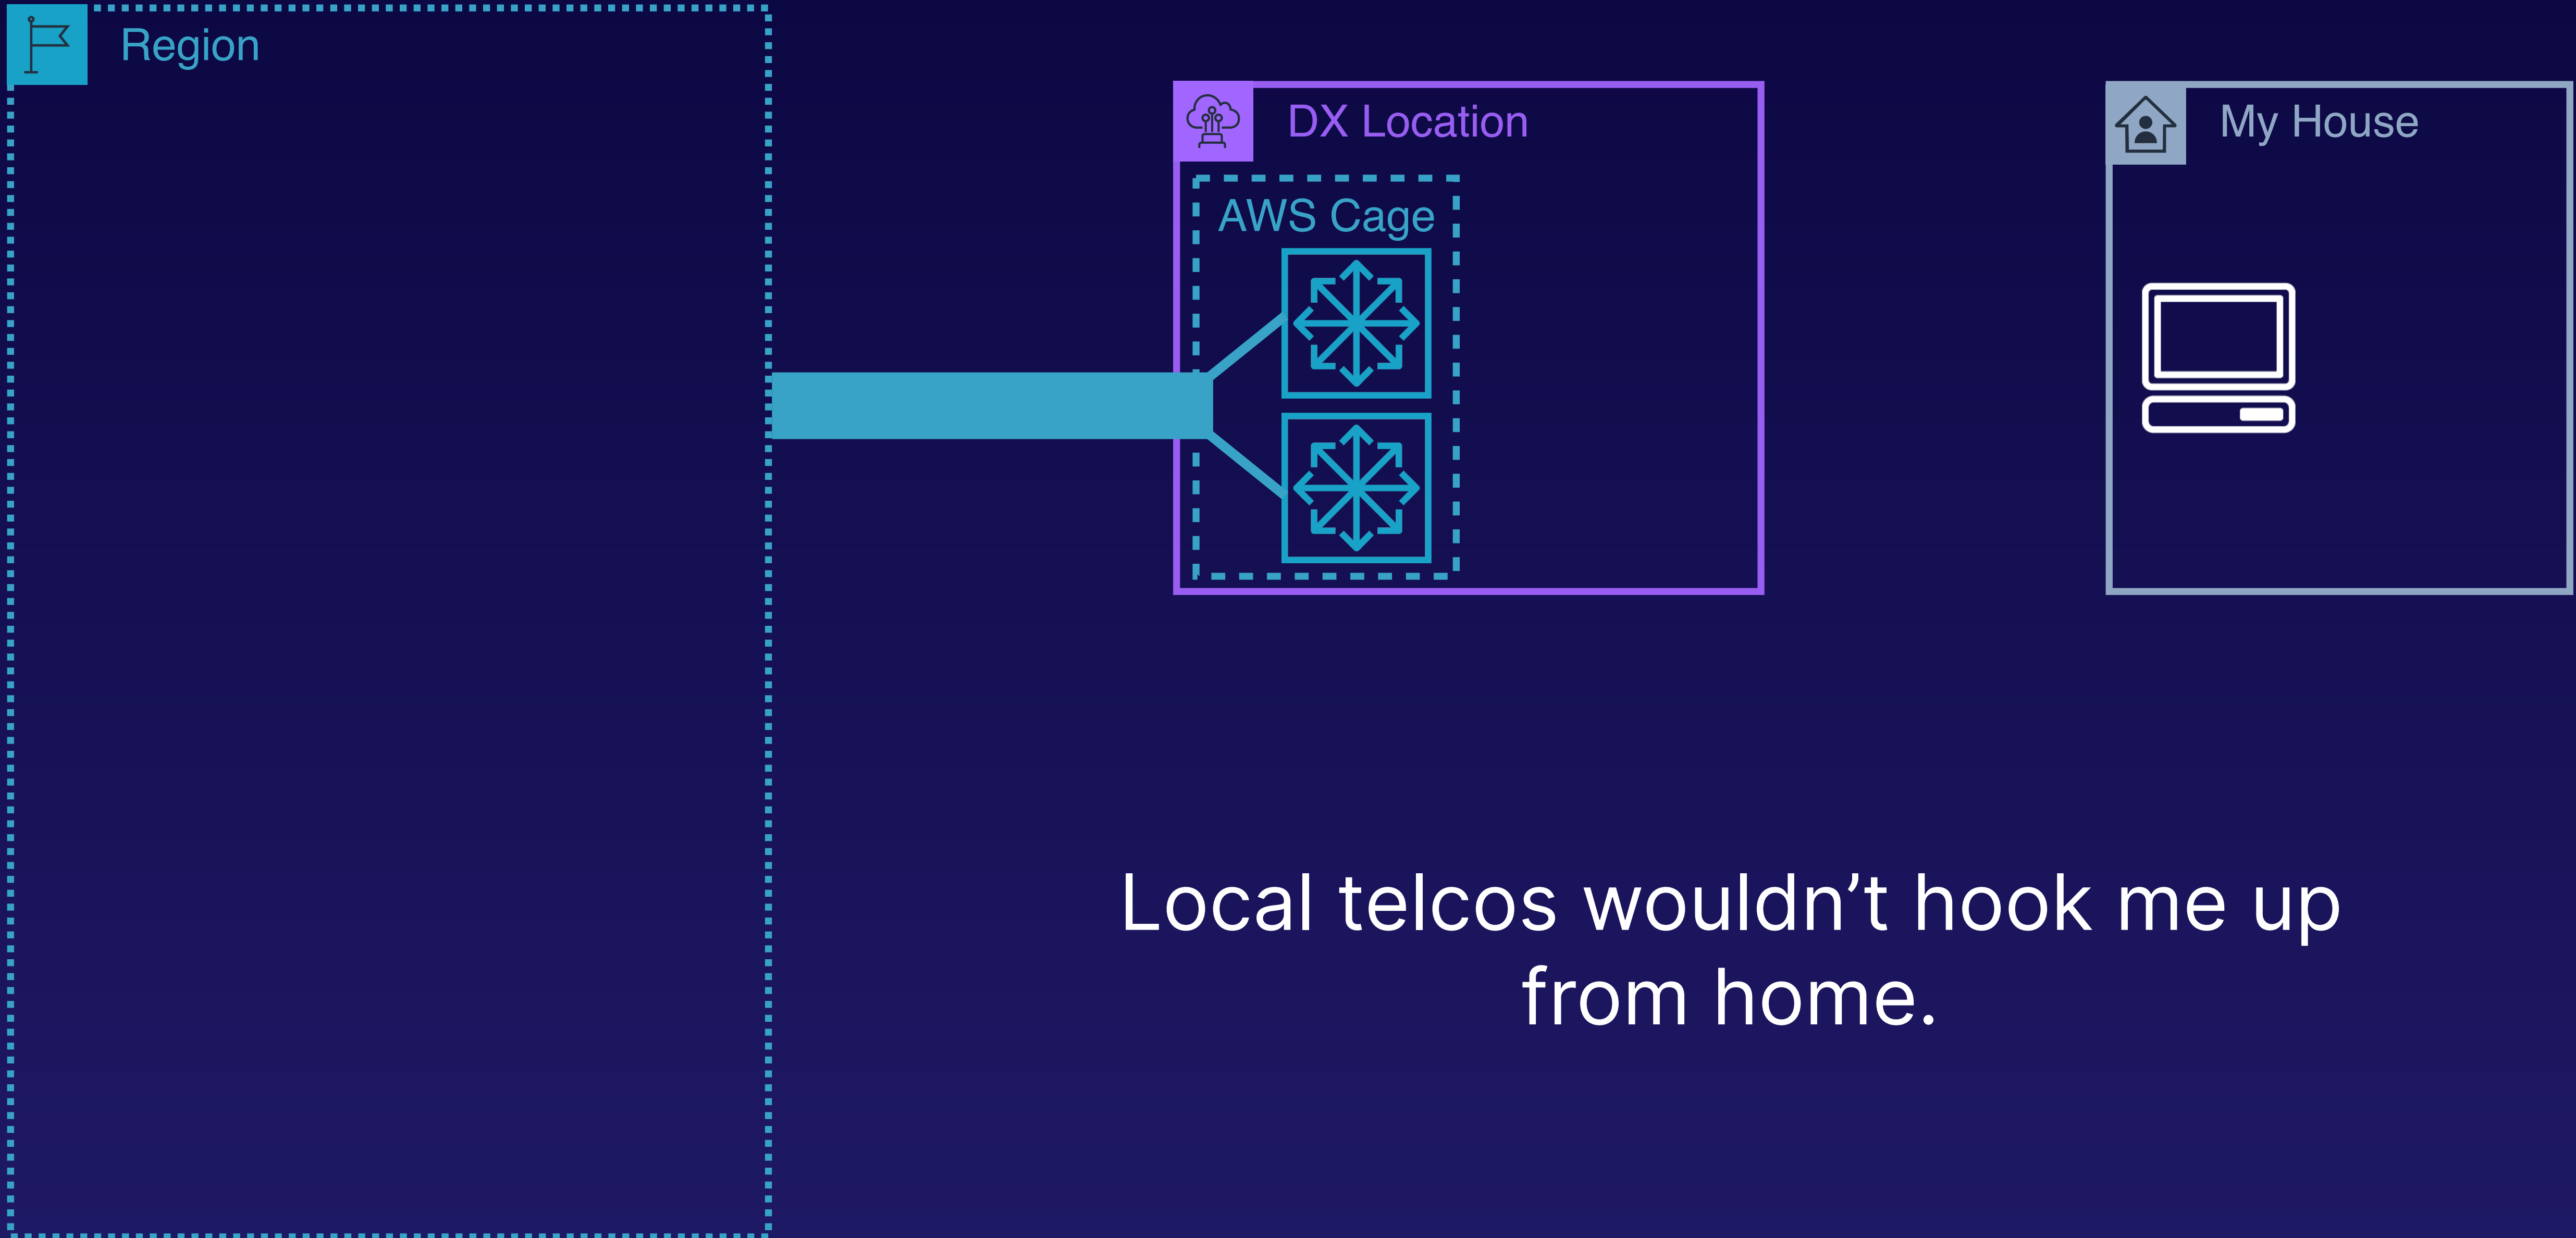 Region
DX Location
My House
AWS Cage
Local telcos wouldn’t hook me up
from home.